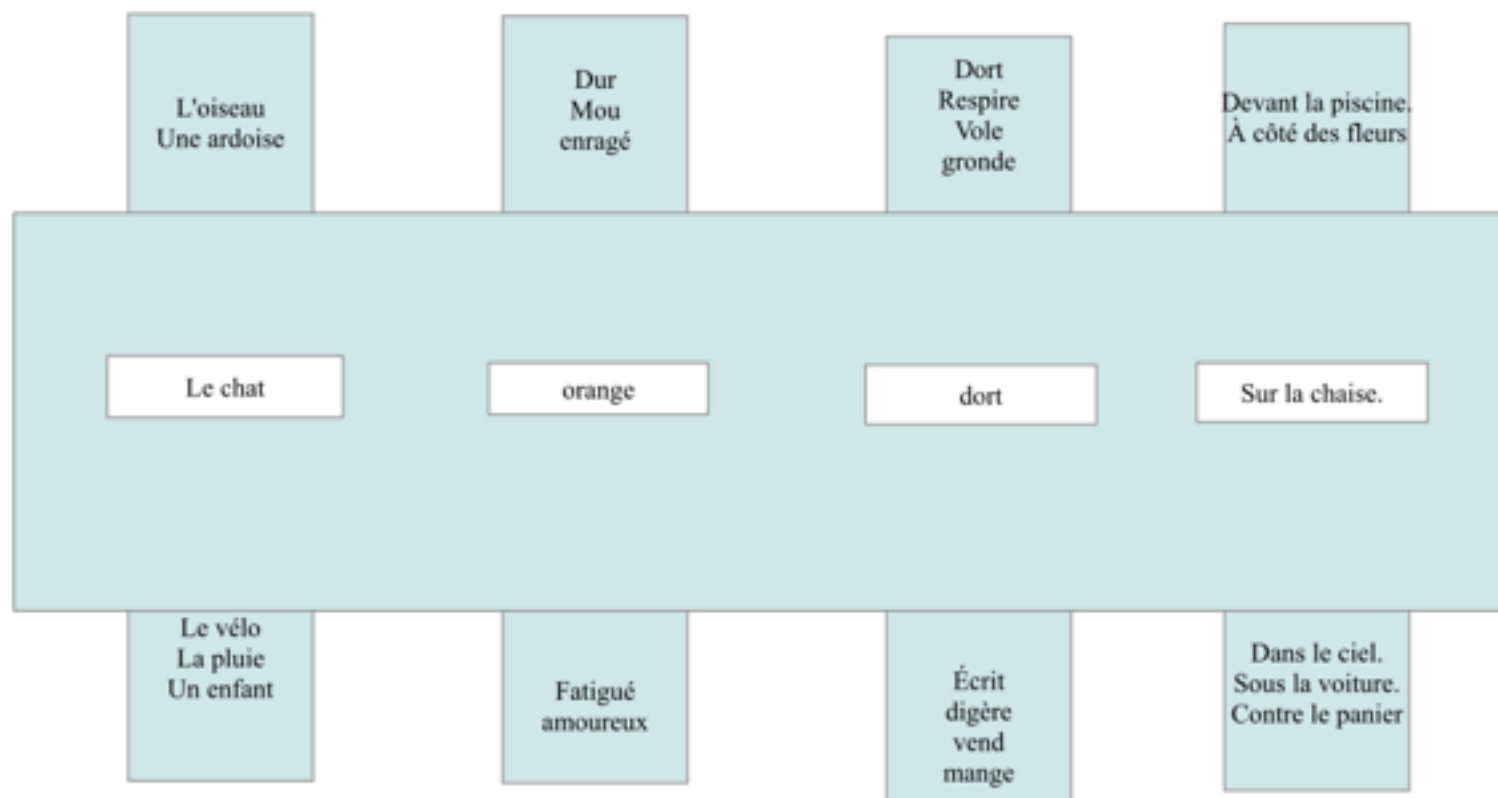 L'oiseau
Une ardoise
Dur
Mou
enragé
Dort
Respire
Vole
gronde
Devant la piscine.
À côté des fleurs
Le chat
orange
dort
Sur la chaise.
Le vélo
La pluie
Un enfant
Fatigué
amoureux
Écrit
digère
vend
mange
Dans le ciel.
Sous la voiture.
Contre le panier